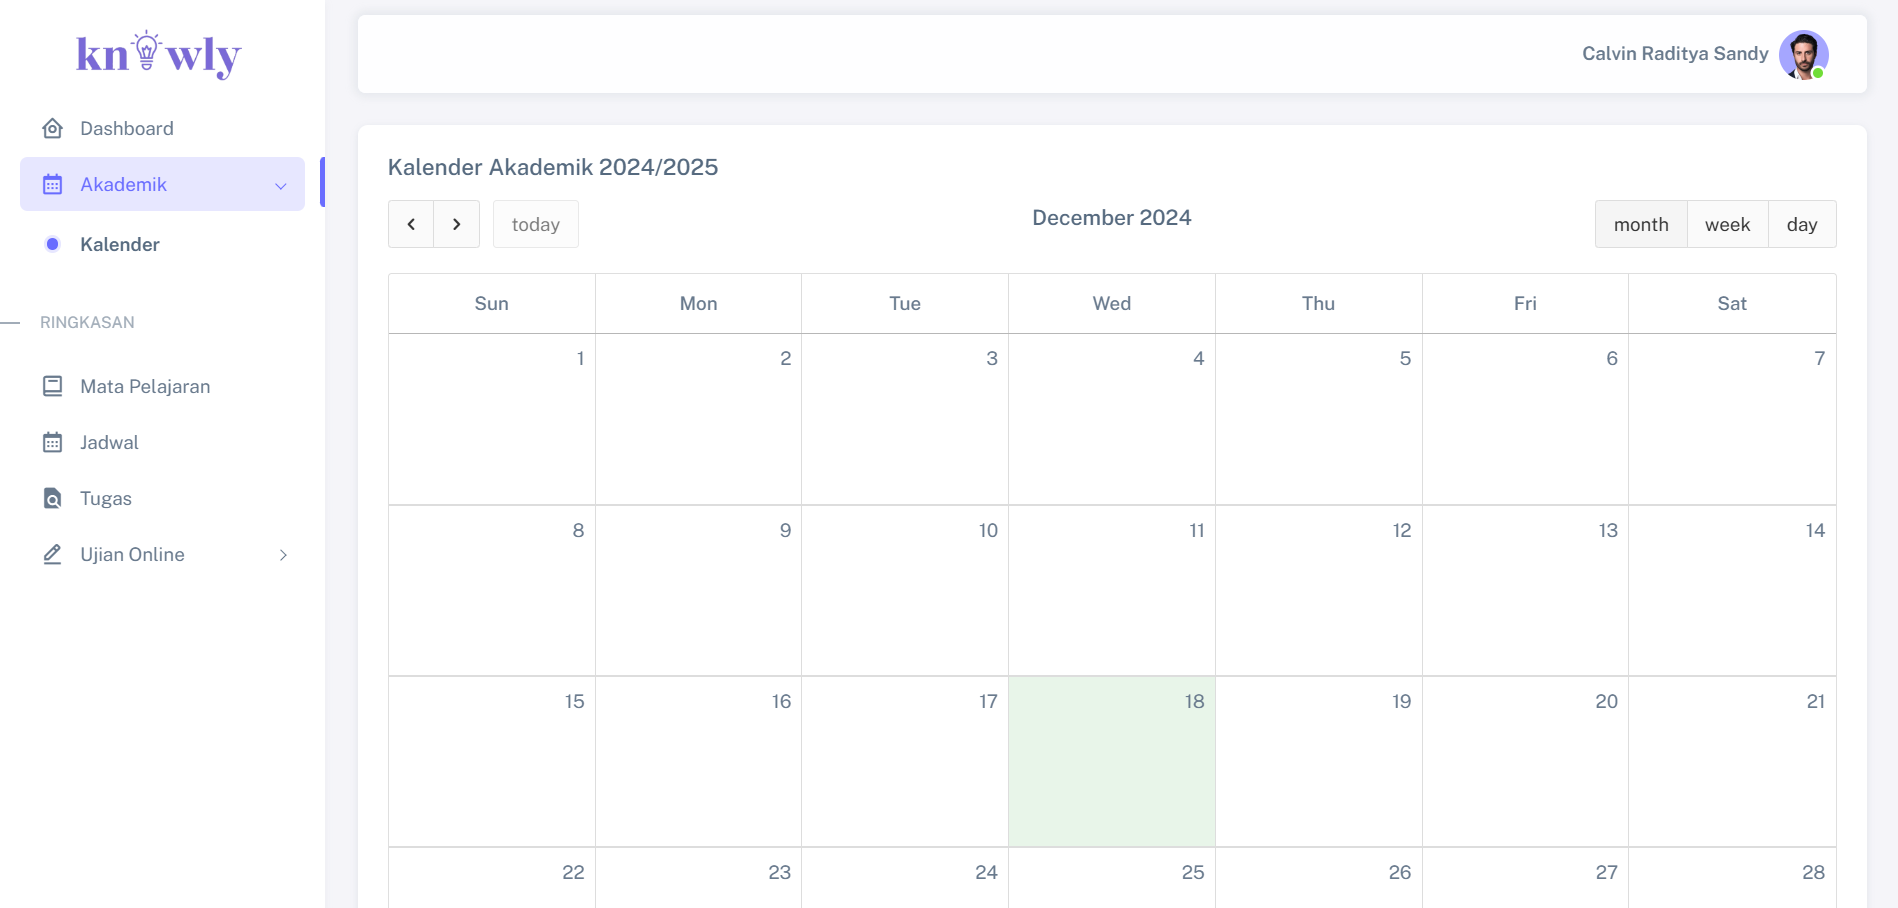 knowly
Dashboard
Akademik
Kalender
RINGKASAN
Mata Pelajaran
Jadwal
Tugas
Ujian Online
Calvin Raditya Sandy
Kalender Akademik 2024/2025
today
December 2024
month week day
Sun Mon Tue Wed Thu Fri Sat
1 2 3 4 5 6 7
8 9 10 11 12 13 14
15 16 17 18 19 20 21
22 23 24 25 26 27 28